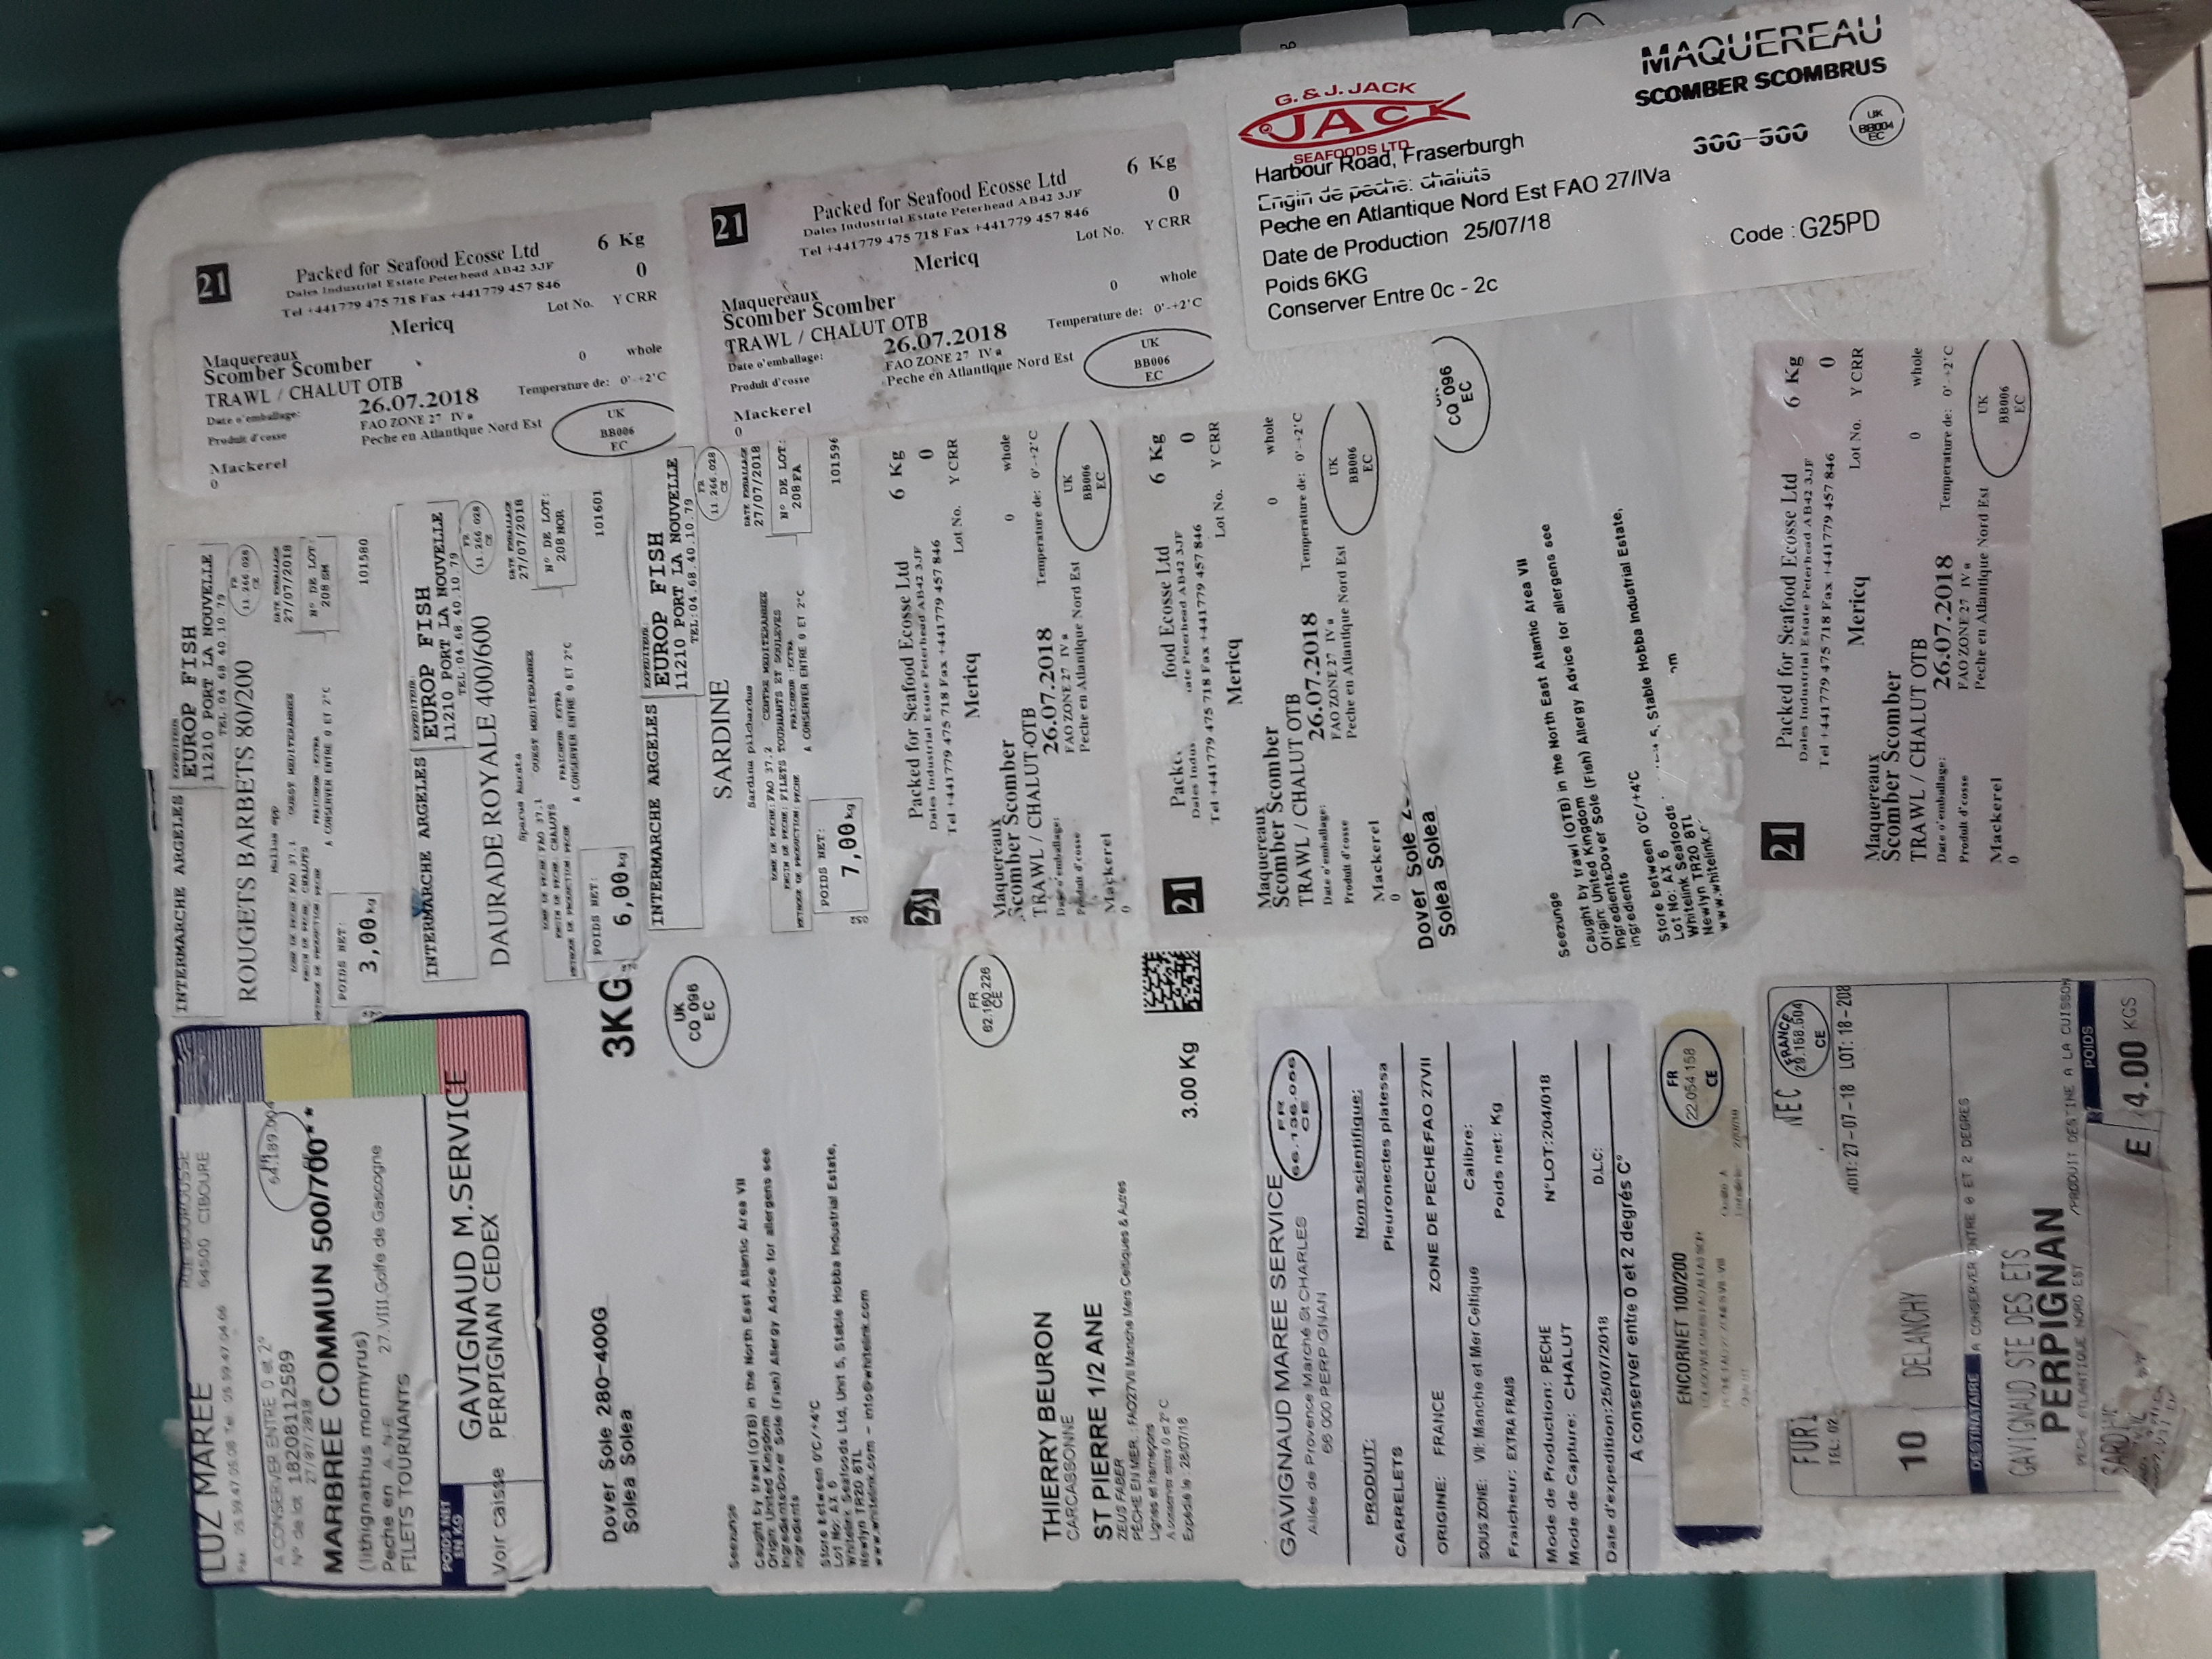 LUZ MAREE
RUE BOUROUSSE
64500 CIBOURE
Fax 05.59.47.05.08 Tel: 05.59.47.04.66
A CONSERVER ENTRE 0 et 2°
N° de lot 18208112589
27/07/2018
FR
64.189.004
MARBREE COMMUN 500/700**
(lithignathus mormyrus)
Peche en A. N-E 27.VIII.Golfe de Gascogne
FILETS TOURNANTS
POIDS NET
EN KG
Voir caisse
GAVIGNAUD M.SERVICE
PERPIGNAN CEDEX
Dover Sole 280-400G
Solea Solea
3KG
UK
CQ 096
EC
Seezunge
Caught by trawl (OTB) in the North East Atlantic Area VII
Origin: United Kingdom
Ingredients:Dover Sole (Fish) Allergy Advice for allergens see
ingredients
Store between 0'C/+4'C
Lot No: AX 6
Whitelink Seafoods Ltd, Unit 5, Stable Hobba Industrial Estate,
Newlyn TR20 8TL
www.whitelink.com - info@whitelink.com
FR
62.160.226
CE
THIERRY BEURON
CARCASSONNE
ST PIERRE 1/2 ANE
ZEUS FABER
PÊCHE EN MER. : FAO27VII Manche Mers Celtiques & Autres
Lignes et hameçons
A conserver entre 0 et 2° C
Expédié le : 28/07/18
3.00 Kg
GAVIGNAUD MAREE SERVICE
Allée de Provence Marché St CHARLES
66 000 PERPIGNAN
FR
66.136.056
CE
PRODUIT:
Nom scientifique:
CARRELETS
Pleuronectes platessa
ORIGINE: FRANCE
ZONE DE PECHE:FAO 27VII
SOUS ZONE: VII: Manche et Mer Celtique
Calibre:
Fraicheur: EXTRA FRAIS
Poids net: Kg
Mode de Production: PECHE
N°LOT:204/018
Mode de Capture: CHALUT
Date d'expedition:25/07/2018
D.L.C:
A conserver entre 0 et 2 degrés C°
ENCORNET 100/200
FR
22.054.158
CE
FUR
TEL: 02
NEC
FRANCE
29.158.504
CE
NDIT: 27-07-18 LOT: 18-208
10
DELANCHY
DESTINATAIRE A CONSERVER ENTRE 0 ET 2 DEGRES
GAVIGNAUD STE DES ETS
PERPIGNAN
PECHE ATLANTIQUE NORD EST
/PRODUIT DESTINE A LA CUISSON
POIDS
E 4.00 KGS
INTERMARCHE ARGELES
EXPEDITEUR:
EUROP FISH
11210 PORT LA NOUVELLE
TEL:04.68.40.10.79
ROUGETS BARBETS 80/200
FR
11.266.028
CE
Mullus spp
ZONE DE PECHE: FAO 37.1 OUEST MEDITERANNEE
ENGIN DE PECHE: CHALUTS
METHODE DE PRODUCTION: PECHE FRAICHEUR :EXTRA
A CONSERVER ENTRE 0 ET 2°C
DATE EMBALLAGE
27/07/2018
N° DE LOT:
208 SM
POIDS NET:
3,00 kg
101580
INTERMARCHE ARGELES
EXPEDITEUR:
EUROP FISH
11210 PORT LA NOUVELLE
TEL:04.68.40.10.79
DAURADE ROYALE 400/600
FR
11.266.028
CE
Sparus Aurata
ZONE DE PECHE: FAO 37.1 OUEST MEDITERANNEE
ENGIN DE PECHE: CHALUTS
METHODE DE PRODUCTION: PECHE FRAICHEUR :EXTRA
A CONSERVER ENTRE 0 ET 2°C
DATE EMBALLAGE
27/07/2018
N° DE LOT:
208 NOR
POIDS NET:
6,00 kg
101601
INTERMARCHE ARGELES
EXPEDITEUR:
EUROP FISH
11210 PORT LA NOUVELLE
TEL:04.68.40.10.79
SARDINE
FR
11.266.028
CE
Sardina pilchardus
ZONE DE PECHE: FAO 37.2 CENTRE MEDITERANNEE
ENGIN DE PECHE: FILETS TOURNANTS ET SOULEVES
METHODE DE PRODUCTION: PECHE FRAICHEUR :EXTRA
A CONSERVER ENTRE 0 ET 2°C
DATE EMBALLAGE
27/07/2018
N° DE LOT:
208 FA
POIDS NET:
7,00 kg
101596
21
Packed for Seafood Ecosse Ltd 6 Kg
Dales Industrial Estate Peterhead AB42 3JF 0
Tel +441779 475 718 Fax +441779 457 846
Mericq Lot No. Y CRR
Maquereaux
Scomber Scomber 0 whole
TRAWL / CHALUT OTB
Date o'emballage: 26.07.2018 Temperature de: 0'-+2'C
Produit d'cosse FAO ZONE 27 IV a
Peche en Atlantique Nord Est
Mackerel
0
UK
BB006
EC
21
Packe food Ecosse Ltd 6 Kg
Dales Indus ate Peterhead AB42 3JF 0
Tel +441779 475 718 Fax +441779 457 846
Mericq Lot No. Y CRR
Maquereaux
Scomber Scomber 0 whole
TRAWL / CHALUT OTB
Date o'emballage: 26.07.2018 Temperature de: 0'-+2'C
Produit d'cosse FAO ZONE 27 IV a
Peche en Atlantique Nord Est
Mackerel
0
UK
BB006
EC
Dover Sole
Solea Solea
CQ 096
EC
Seezunge
Caught by trawl (OTB) in the North East Atlantic Area VII
Origin: United Kingdom
Ingredients:Dover Sole (Fish) Allergy Advice for allergens see
ingredients
Store between 0'C/+4'C
Lot No: AX 6
Whitelink Seafoods 5, Stable Hobba Industrial Estate,
Newlyn TR20 8TL
www.whitelink.c om
21
Packed for Seafood Ecosse Ltd 6 Kg
Dales Industrial Estate Peterhead AB42 3JF
Tel +441779 475 718 Fax +441779 457 846 0
Mericq Lot No. Y CRR
Maquereaux
Scomber Scomber
TRAWL / CHALUT OTB 0 whole
Date o'emballage: 26.07.2018 Temperature de: 0'-+2'C
Produit d'cosse FAO ZONE 27 IV a
Peche en Atlantique Nord Est
Mackerel
0
UK
BB006
EC
21
Packed for Seafood Ecosse Ltd 6 Kg
Dales Industrial Estate Peterhead AB42 3JF 0
Tel +441779 475 718 Fax +441779 457 846
Mericq Lot No. Y CRR
Maquereaux
Scomber Scomber 0 whole
TRAWL / CHALUT OTB
Date o'emballage: 26.07.2018 Temperature de: 0'-+2'C
Produit d'cosse FAO ZONE 27 IV a
Peche en Atlantique Nord Est
Mackerel
0
UK
BB006
EC
21
Packed for Seafood Ecosse Ltd 6 Kg
Dales Industrial Estate Peterhead AB42 3JF 0
Tel +441779 475 718 Fax +441779 457 846
Mericq Lot No. Y CRR
Maquereaux
Scomber Scomber 0 whole
TRAWL / CHALUT OTB
Date o'emballage: 26.07.2018 Temperature de: 0'-+2'C
Produit d'cosse FAO ZONE 27 IV a
Peche en Atlantique Nord Est
Mackerel
0
UK
BB006
EC
G. & J. JACK
JACK
SEAFOODS LTD
MAQUEREAU
SCOMBER SCOMBRUS
300-500
UK
BB004
EC
Harbour Road, Fraserburgh
Engin de peche: chaluts
Peche en Atlantique Nord Est FAO 27/IVa
Date de Production 25/07/18
Code : G25PD
Poids 6KG
Conserver Entre 0c - 2c